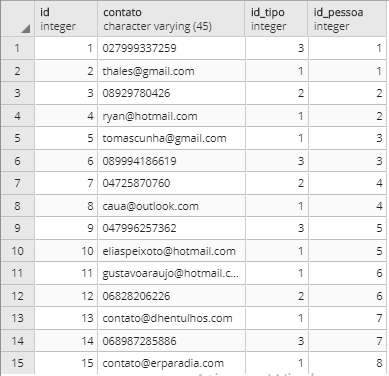 id contato id_tipo id_pessoa
integer character varying (45) integer integer
1 1 027999337259 3 1
2 2 thales@gmail.com 1 1
3 3 08929780426 2 2
4 4 ryan@hotmail.com 1 2
5 5 tomascunha@gmail.com 1 3
6 6 089994186619 3 3
7 7 04725870760 2 4
8 8 caua@outlook.com 1 4
9 9 047996257362 3 5
10 10 eliaspeixoto@hotmail.com 1 5
11 11 gustavoaraujo@hotmail.c... 1 6
12 12 06828206226 2 6
13 13 contato@dhentulhos.com 1 7
14 14 068987285886 3 7
15 15 contato@erparadia.com 1 8